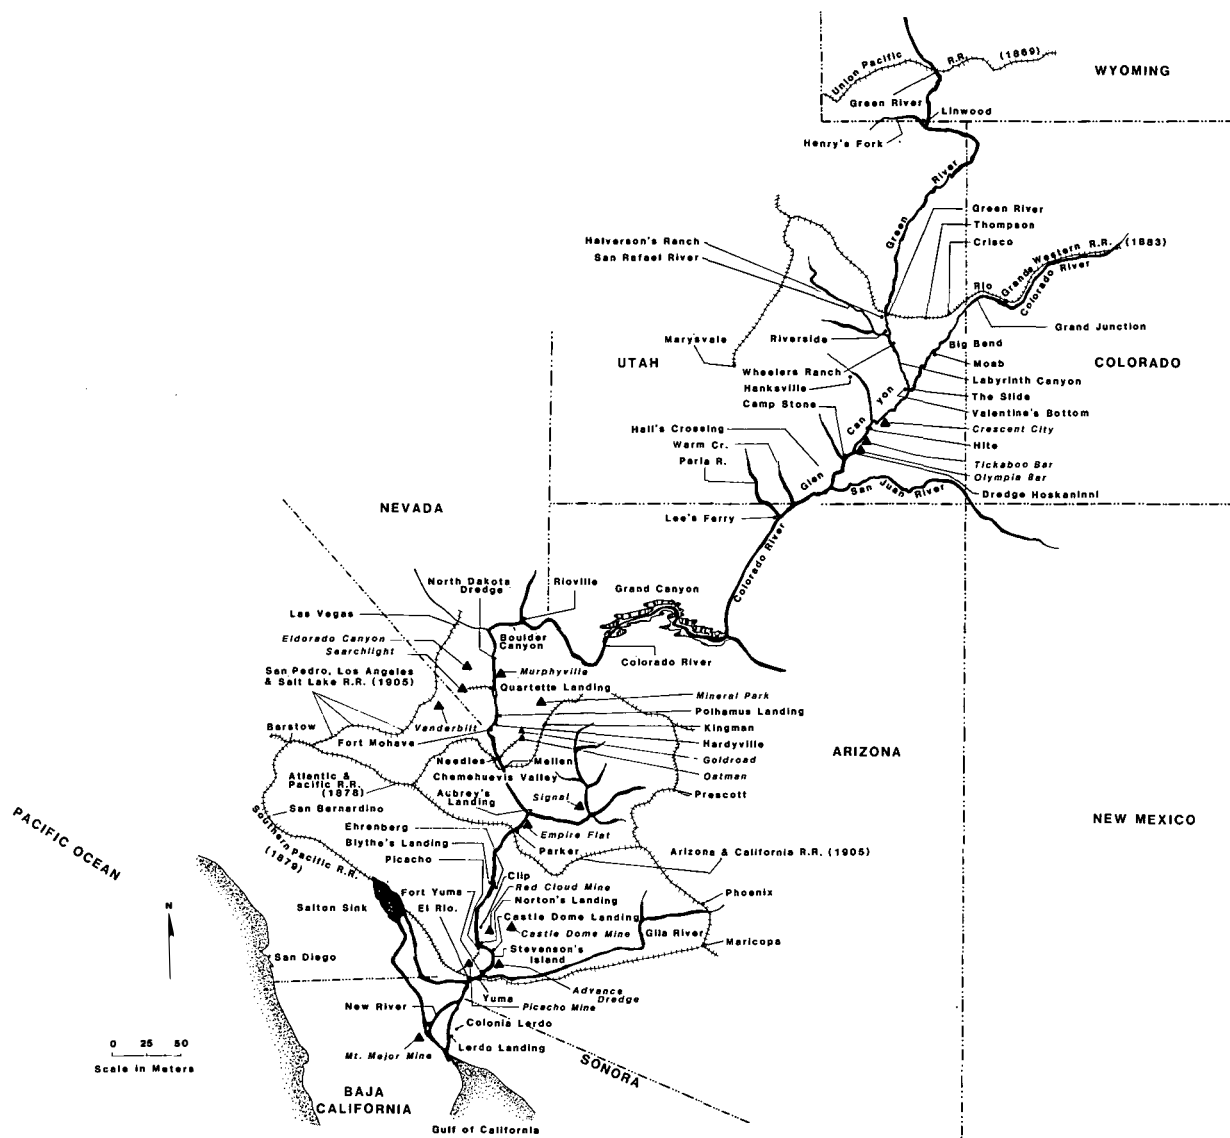 Union Pacific
R.R.
(1869)
WYOMING
Green River
Linwood
Henry's Fork
Green River
Green River
Thompson
Crisco
Halverson's Ranch
San Rafael River
Rio Grande Western R.R. (1883)
Colorado River
Grand Junction
Riverside
Marysvale
Big Bend
UTAH
Moab
COLORADO
Wheelers Ranch
Labyrinth Canyon
Hanksville
The Slide
Camp Stone
Valentine's Bottom
Crescent City
Hall's Crossing
Hite
Warm Cr.
Tickaboo Bar
Paria R.
Olympia Bar
Glen Canyon
San Juan River
Dredge Hoskaninni
NEVADA
Lee's Ferry
Colorado River
North Dakota
Dredge
Rioville
Grand Canyon
Las Vegas
Eldorado Canyon
Boulder
Canyon
Searchlight
Colorado River
San Pedro, Los Angeles
& Salt Lake R.R. (1905)
Murphyville
Quartette Landing
Mineral Park
Polhamus Landing
Barstow
Vanderbilt
Kingman
Fort Mohave
Hardyville
ARIZONA
Needles
Mellen
Goldroad
Chemehuevis Valley
Oatman
Atlantic &
Pacific R.R.
(1878)
Aubrey's
Landing
Signal
Prescott
San Bernardino
PACIFIC OCEAN
Southern Pacific R.R.
(1879)
Ehrenberg
Empire Flat
NEW MEXICO
Blythe's Landing
Parker
Arizona & California R.R. (1905)
Picacho
Clip
Fort Yuma
Red Cloud Mine
Phoenix
N
Salton Sink
El Rio.
Norton's Landing
Castle Dome Landing
Castle Dome Mine
Gila River
Maricopa
Stevenson's
Island
San Diego
Advance
Dredge
Yuma
Picacho Mine
New River
Colonia Lerdo
0 25 50
Scale in Meters
Mt. Major Mine
Lerdo Landing
SONORA
BAJA
CALIFORNIA
Gulf of California